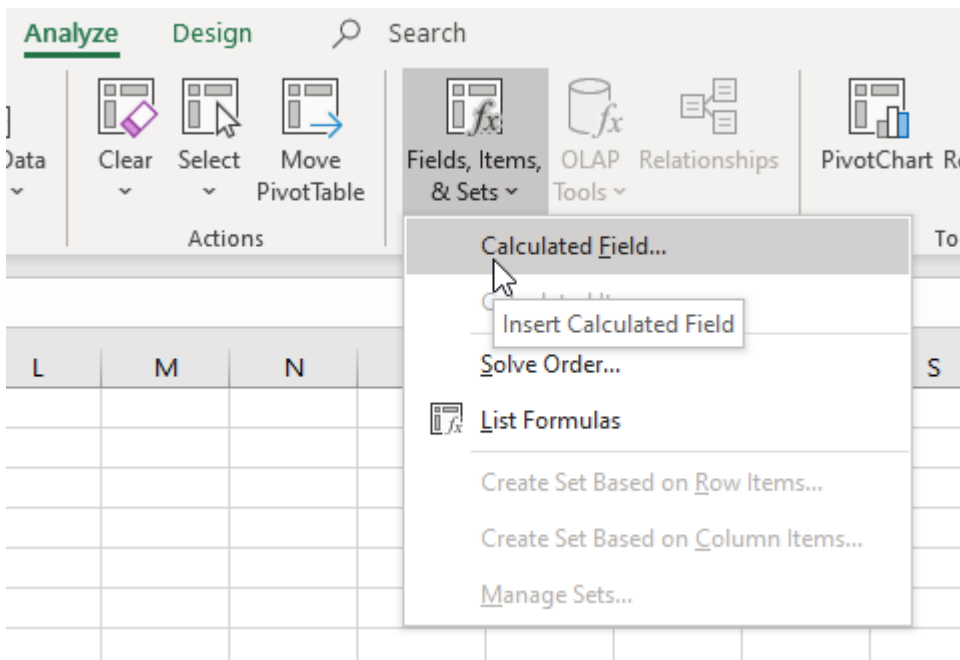 Analyze Design Search
Data Clear Select Move PivotTable Fields, Items, & Sets OLAP Tools Relationships PivotChart
Actions
Calculated Field...
Insert Calculated Field
Solve Order...
List Formulas
Create Set Based on Row Items...
Create Set Based on Column Items...
Manage Sets...
L M N S